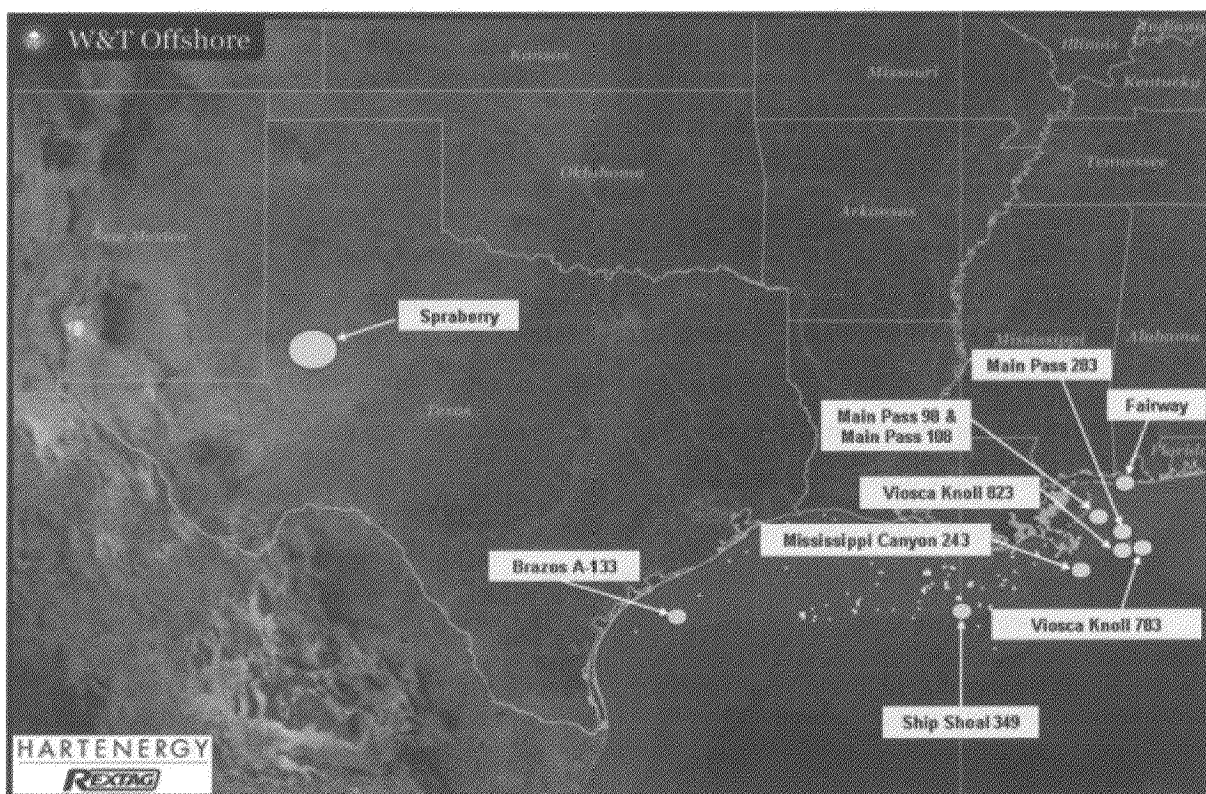 W&T Offshore
Kansas
Missouri
Illinois
Kentucky
Tennessee
Oklahoma
Arkansas
New Mexico
Spraberry
Mississippi
Alabama
Main Pass 283
Texas
Main Pass 98 &
Main Pass 108
Fairway
Florida
Viosca Knoll 823
Mississippi Canyon 243
Brazos A-133
Viosca Knoll 783
Ship Shoal 349
HARTENERGY
REXTAG